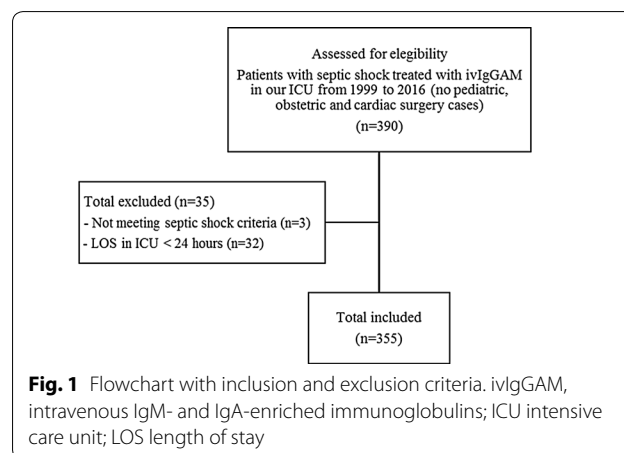 Assessed for elegibility
Patients with septic shock treated with ivIgGAM
in our ICU from 1999 to 2016 (no pediatric,
obstetric and cardiac surgery cases)
(n=390)
Total excluded (n=35)
- Not meeting septic shock criteria (n=3)
- LOS in ICU < 24 hours (n=32)
Total included
(n=355)
Fig. 1 Flowchart with inclusion and exclusion criteria. ivIgGAM,
intravenous IgM- and IgA-enriched immunoglobulins; ICU intensive
care unit; LOS length of stay